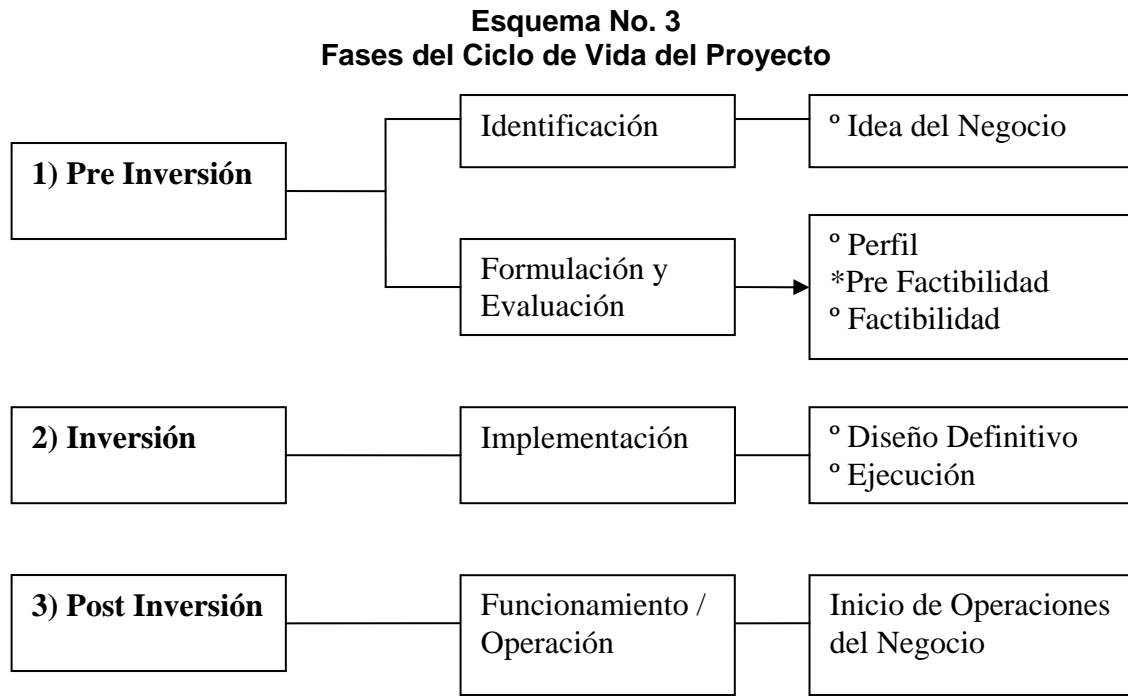 Esquema No. 3
Fases del Ciclo de Vida del Proyecto
1) Pre Inversión
Identificación
º Idea del Negocio
Formulación y
Evaluación
º Perfil
*Pre Factibilidad
º Factibilidad
2) Inversión
Implementación
º Diseño Definitivo
º Ejecución
3) Post Inversión
Funcionamiento /
Operación
Inicio de Operaciones
del Negocio